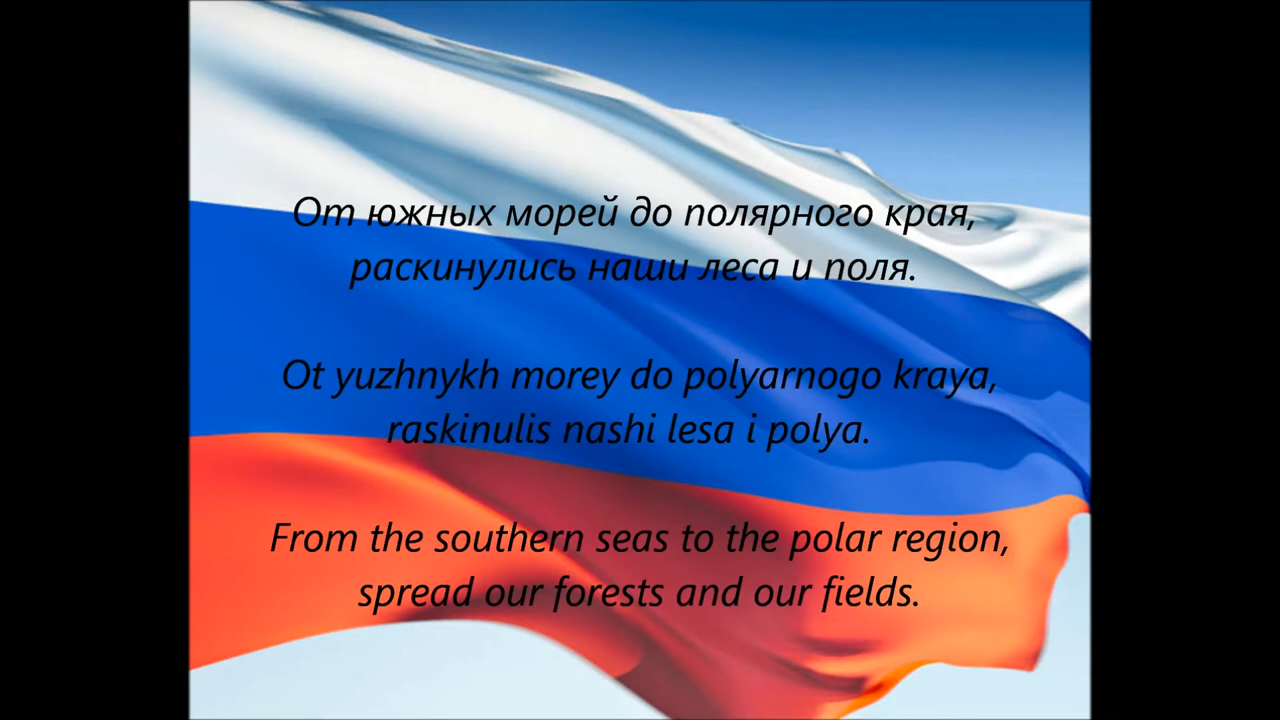 От южных морей до полярного края,
раскинулись наши леса и поля.
Ot yuzhnykh morey do polyarnogo kraya,
raskinulis nashi lesa i polya.
From the southern seas to the polar region,
spread our forests and our fields.